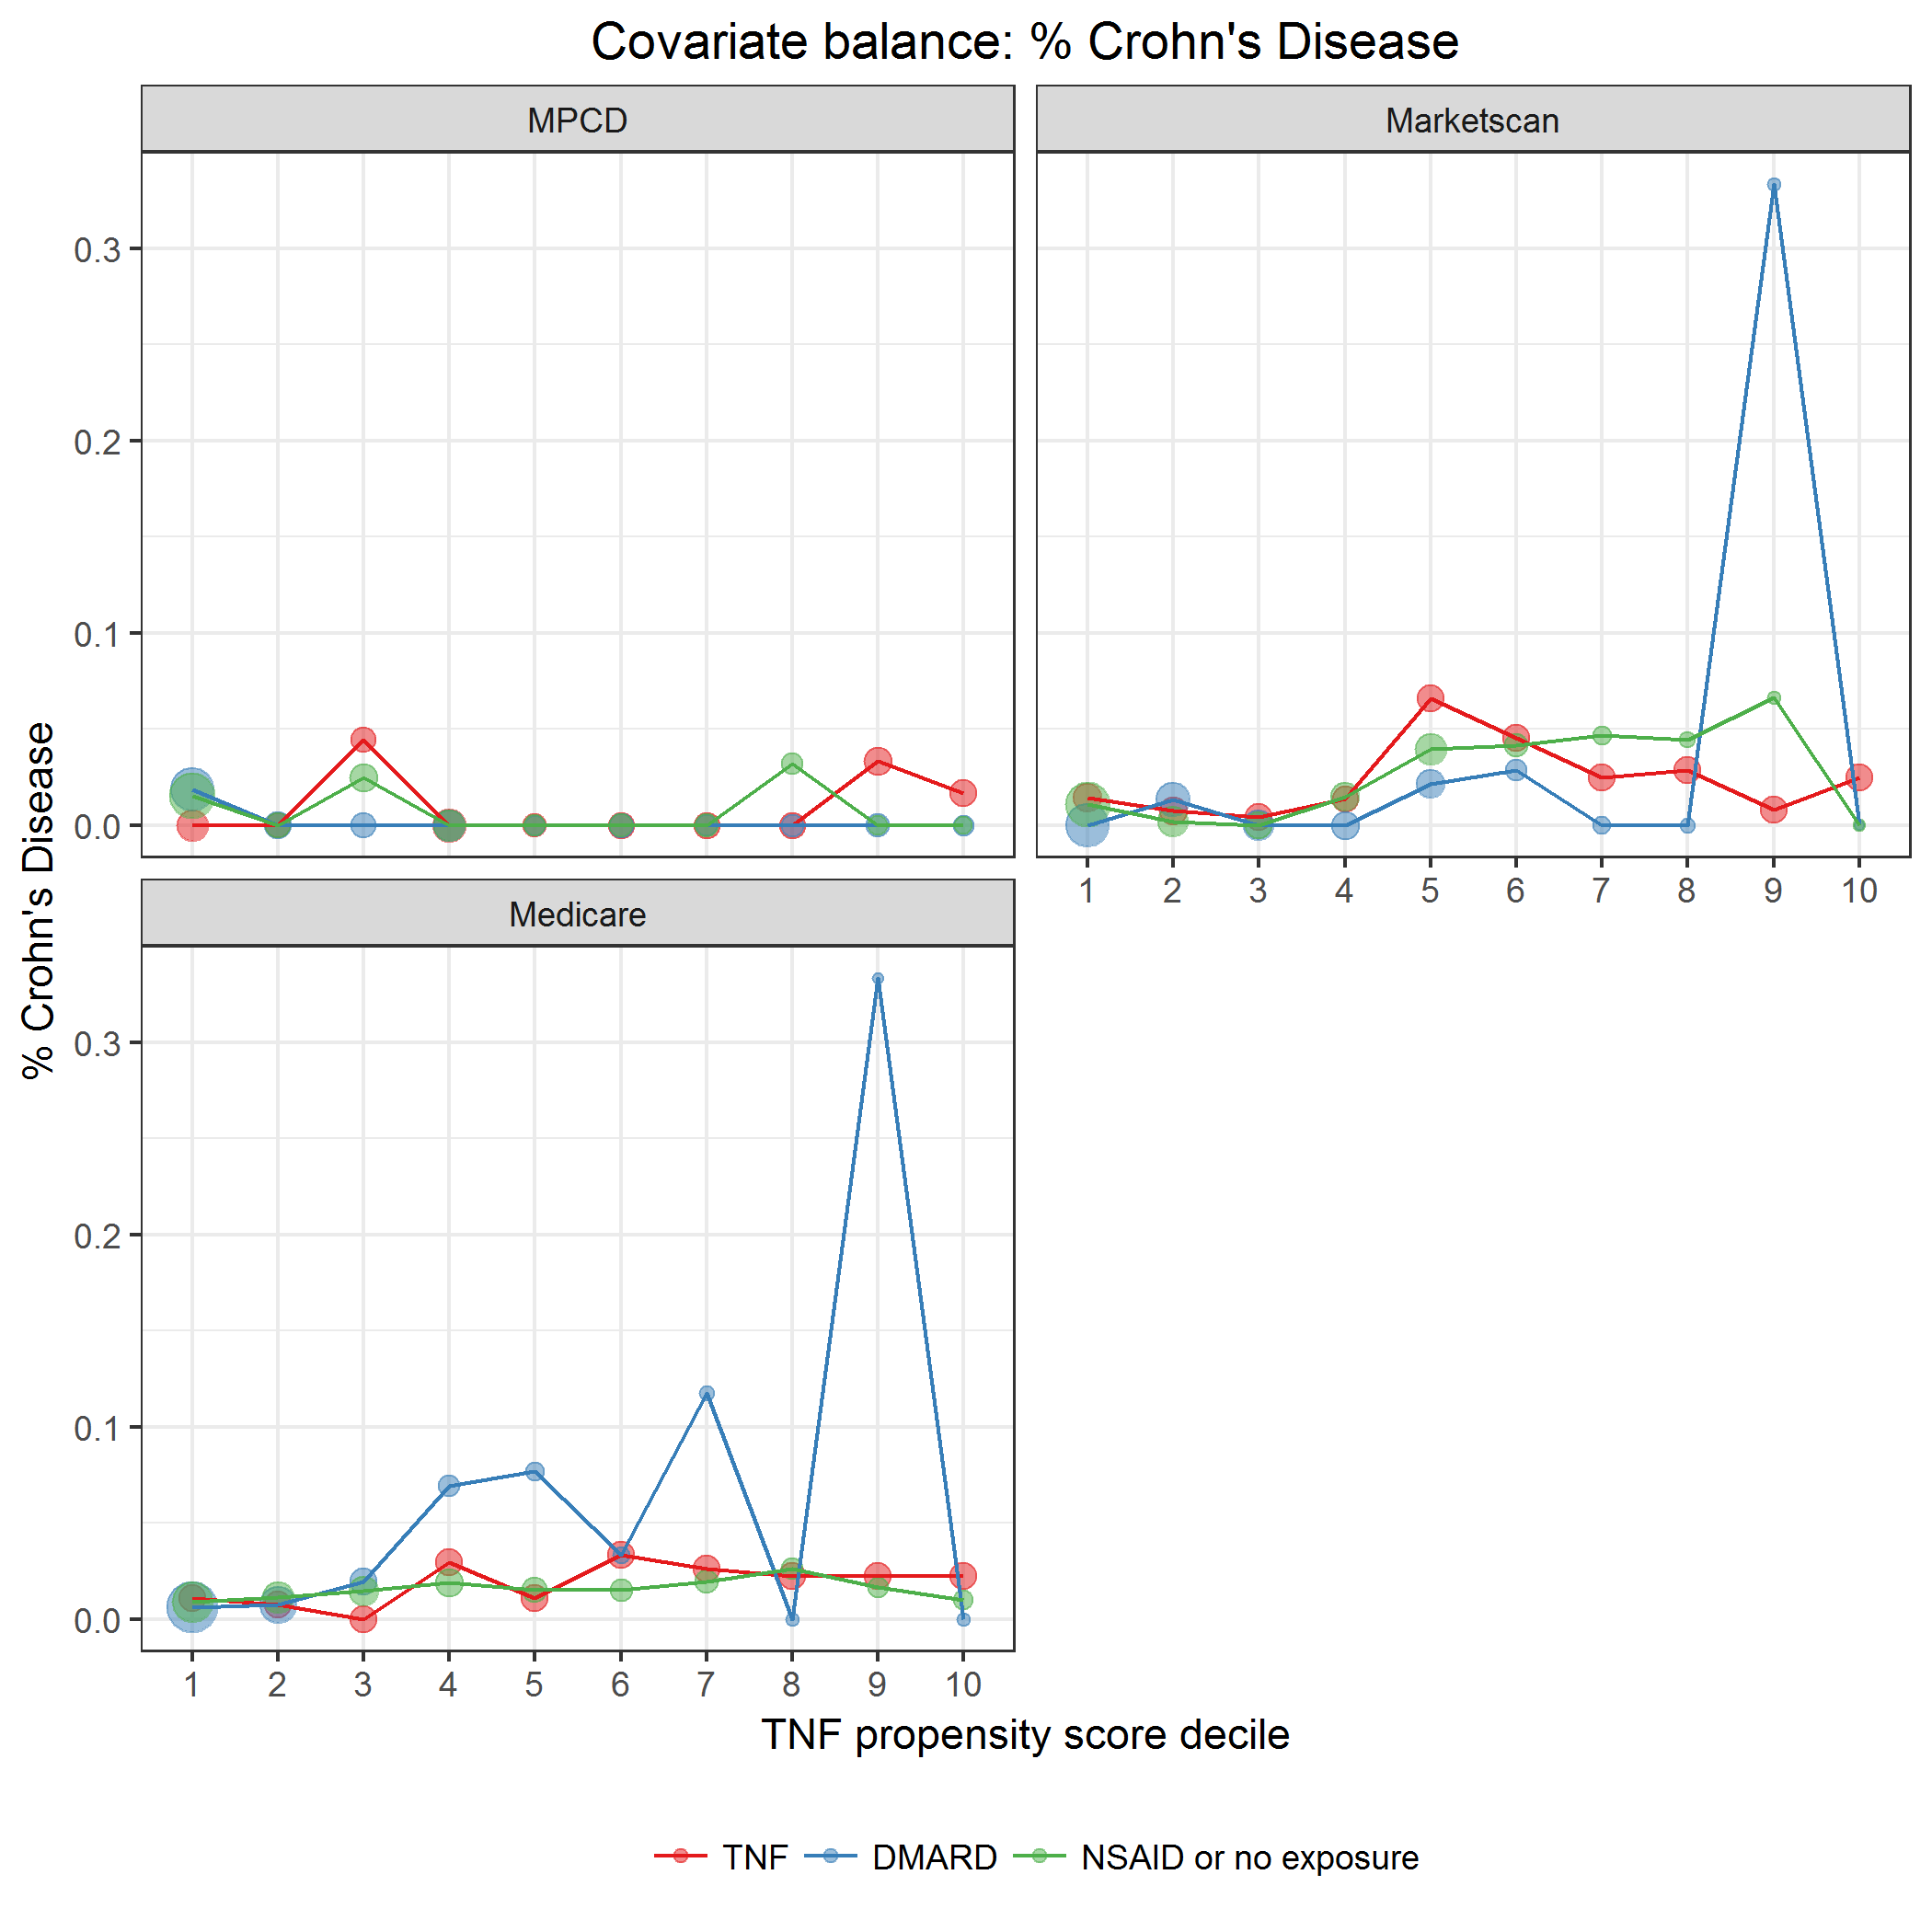 Covariate balance: % Crohn's Disease
MPCD
Marketscan
0.3
0.2
0.1
0.0
1 2 3 4 5 6 7 8 9 10
Medicare
0.3
0.2
0.1
0.0
1 2 3 4 5 6 7 8 9 10
% Crohn's Disease
TNF propensity score decile
TNF DMARD NSAID or no exposure